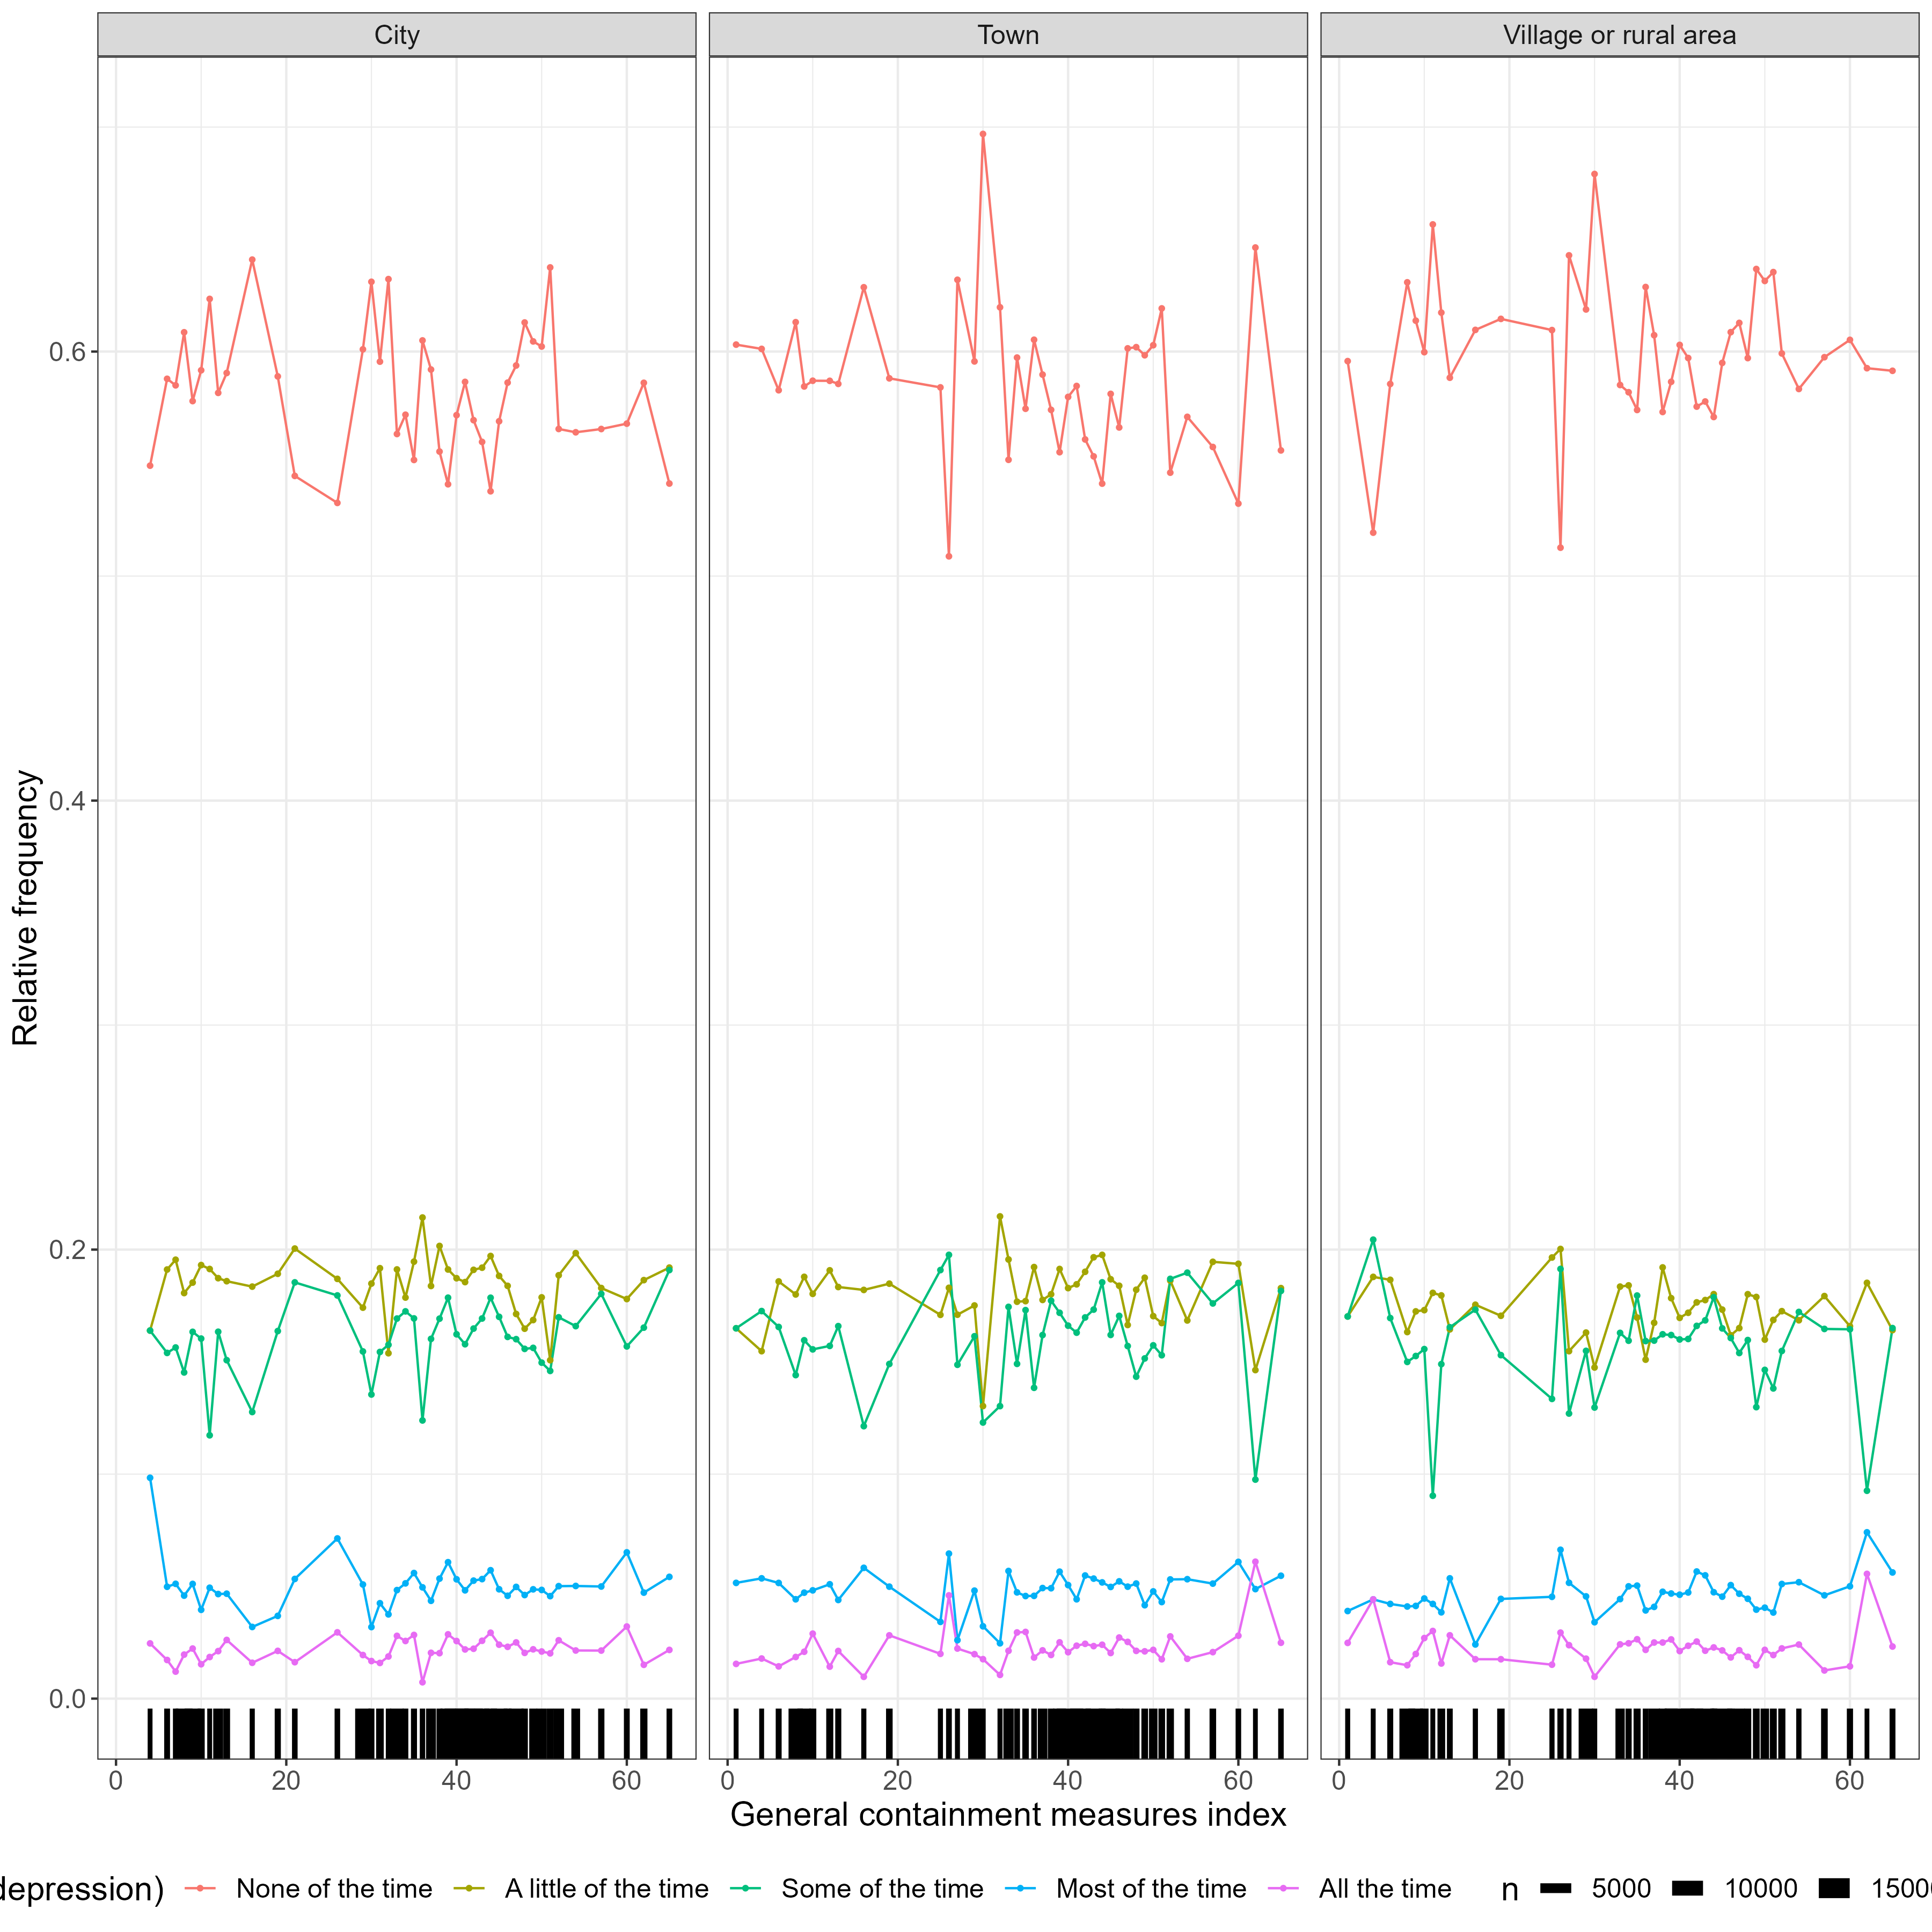 City Town Village or rural area
0.6
0.4
0.2
0.0
Relative frequency
0 20 40 60 0 20 40 60 0 20 40 60
General containment measures index
depression) None of the time A little of the time Some of the time Most of the time All the time n 5000 10000 1500